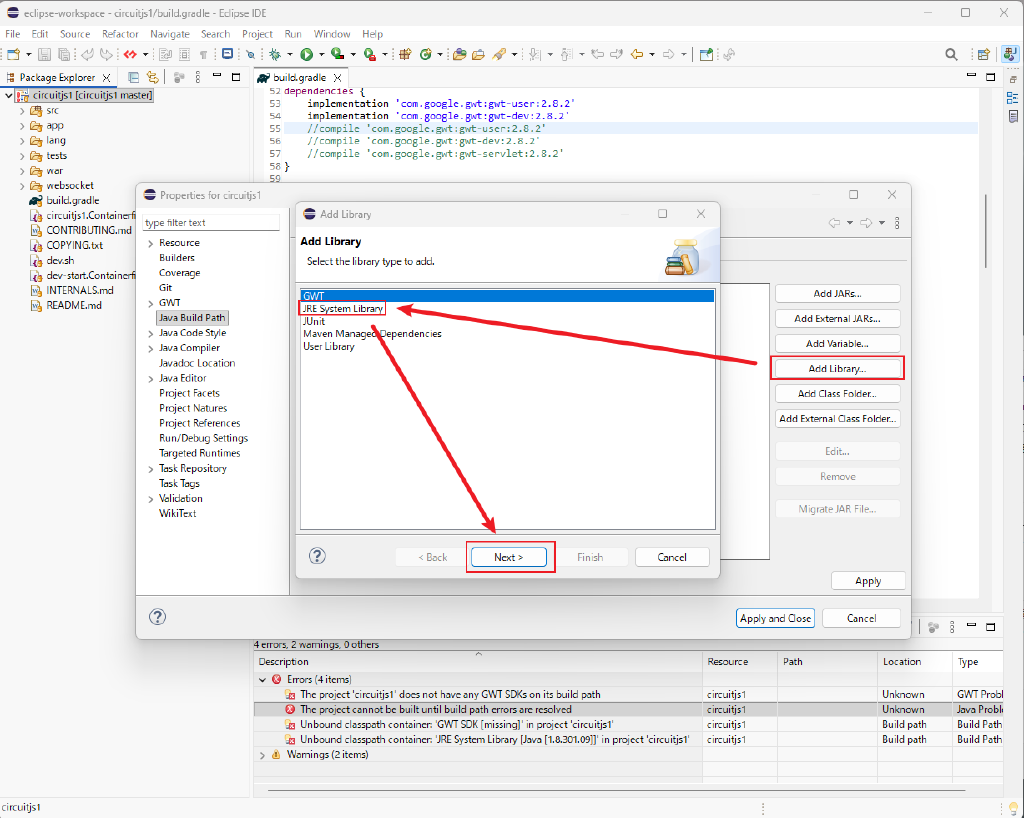 eclipse-workspace - circuitjs1/build.gradle - Eclipse IDE
File Edit Source Refactor Navigate Search Project Run Window Help
Package Explorer
build.gradle
circuitjs1 [circuitjs1 master]
src
app
lang
tests
war
websocket
build.gradle
circuitjs1.Containerf
CONTRIBUTING.md
COPYING.txt
dev.sh
dev-start.Containerf
INTERNALS.md
README.md
52 dependencies {
53 implementation 'com.google.gwt:gwt-user:2.8.2'
54 implementation 'com.google.gwt:gwt-dev:2.8.2'
55 //compile 'com.google.gwt:gwt-user:2.8.2'
56 //compile 'com.google.gwt:gwt-dev:2.8.2'
57 //compile 'com.google.gwt:gwt-servlet:2.8.2'
58 }
59
Properties for circuitjs1
type filter text
Resource
Builders
Coverage
Git
GWT
Java Build Path
Java Code Style
Java Compiler
Javadoc Location
Java Editor
Project Facets
Project Natures
Project References
Run/Debug Settings
Targeted Runtimes
Task Repository
Task Tags
Validation
WikiText
Add Library
Add Library
Select the library type to add.
GWT
JRE System Library
JUnit
Maven Managed Dependencies
User Library
< Back Next > Finish Cancel
Add JARs...
Add External JARs...
Add Variable...
Add Library...
Add Class Folder...
Add External Class Folder...
Edit...
Remove
Migrate JAR File...
Apply
Apply and Close Cancel
4 errors, 2 warnings, 0 others
Description Resource Path Location Type
Errors (4 items)
The project 'circuitjs1' does not have any GWT SDKs on its build path circuitjs1 Unknown GWT Probl
The project cannot be built until build path errors are resolved circuitjs1 Unknown Java Proble
Unbound classpath container: 'GWT SDK [missing]' in project 'circuitjs1' circuitjs1 Build path Build Path
Unbound classpath container: 'JRE System Library [Java [1.8.301.09]]' in project 'circuitjs1' circuitjs1 Build path Build Path
Warnings (2 items)
circuitjs1